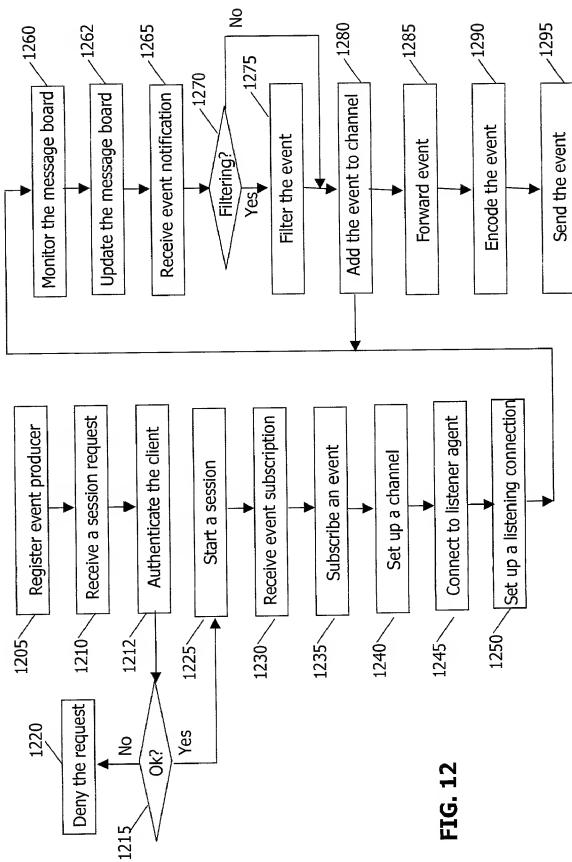 1205
Register event producer
1210
Receive a session request
1212
Authenticate the client
1215
Ok?
No
Yes
1220
Deny the request
1225
Start a session
1230
Receive event subscription
1235
Subscribe an event
1240
Set up a channel
1245
Connect to listener agent
1250
Set up a listening connection
1260
Monitor the message board
1262
Update the message board
1265
Receive event notification
1270
Filtering?
No
Yes
1275
Filter the event
1280
Add the event to channel
1285
Forward event
1290
Encode the event
1295
Send the event
FIG. 12